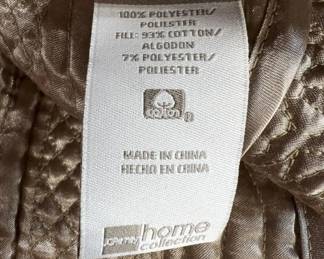 100% POLYESTER/
POLIESTER
FILL: 93% COTTON/
ALGODON
7% POLYESTER/
POLIESTER
cotton
®
MADE IN CHINA
HECHO EN CHINA
JCPenney home
collection